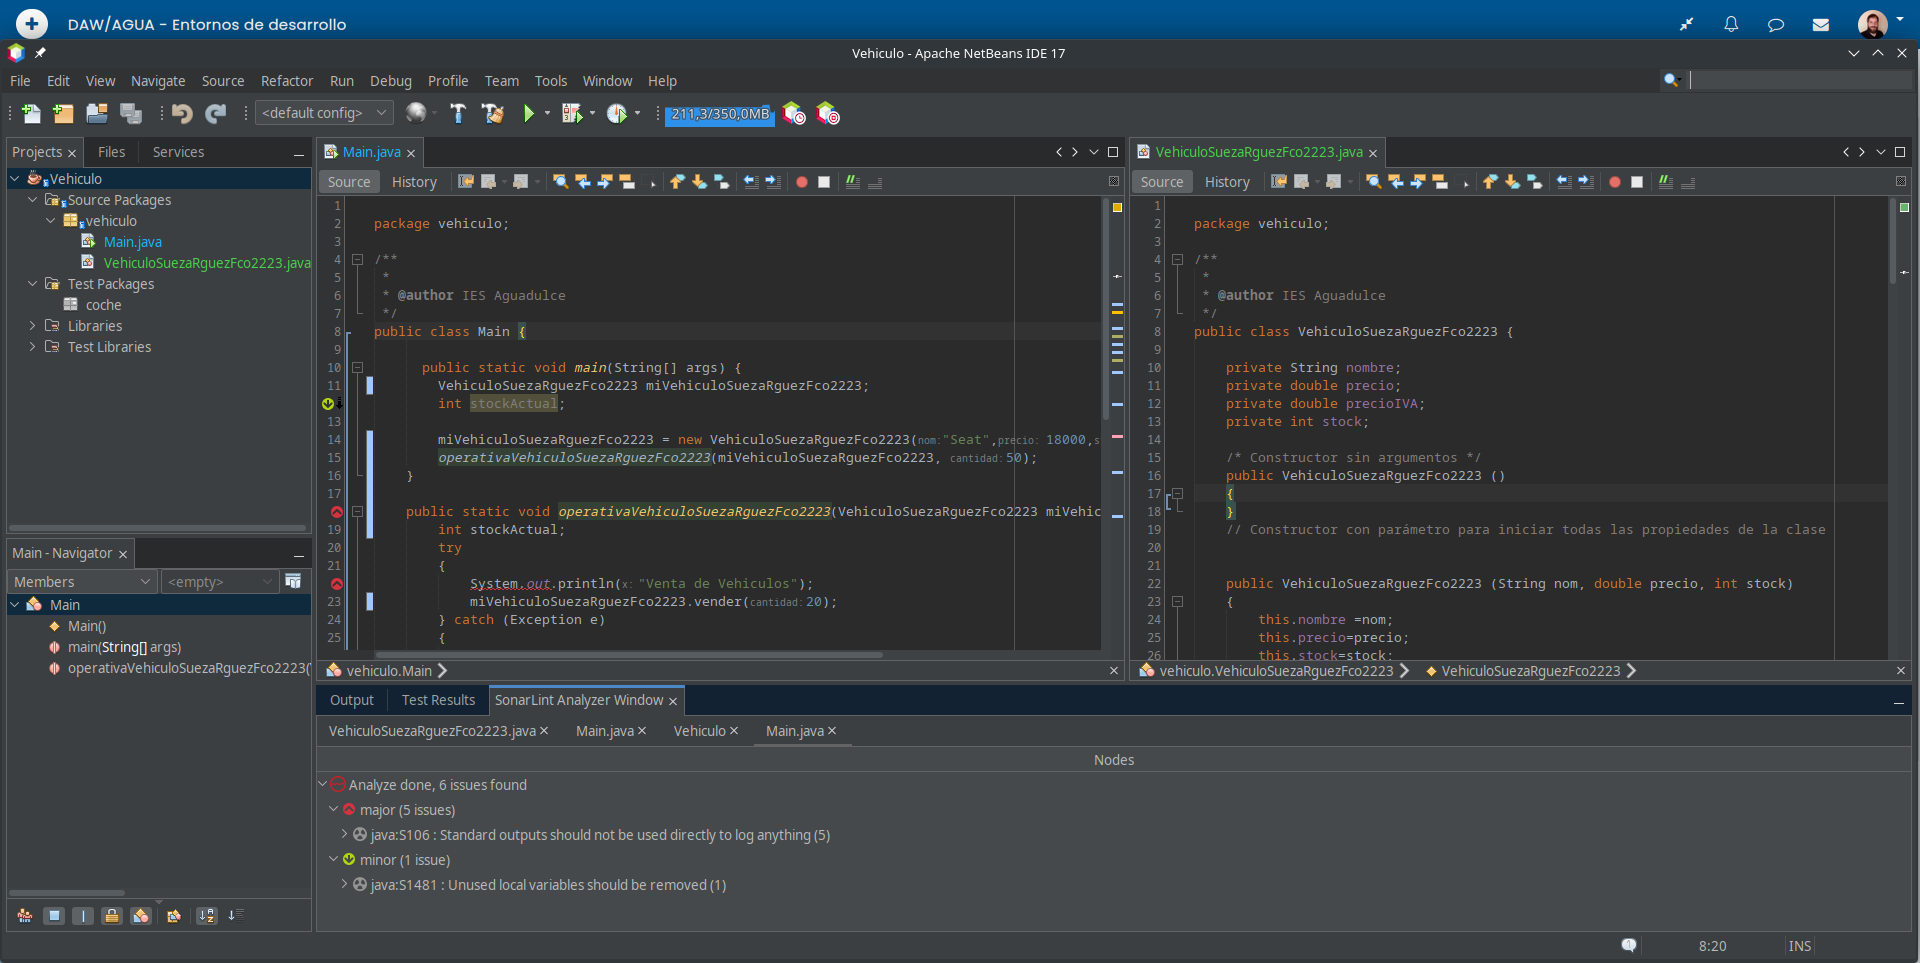 DAW/AGUA - Entornos de desarrollo
Vehiculo - Apache NetBeans IDE 17
File Edit View Navigate Source Refactor Run Debug Profile Team Tools Window Help
<default config>
211,3/350,0MB
Projects Files Services
Vehiculo
Source Packages
vehiculo
Main.java
VehiculoSuezaRguezFco2223.java
Test Packages
coche
Libraries
Test Libraries
Main - Navigator
Members <empty>
Main
Main()
main(String[] args)
operativaVehiculoSuezaRguezFco2223(
Main.java
Source History
1
2 package vehiculo;
3
4 /**
5 *
6 * @author IES Aguadulce
7 */
8 public class Main {
9
10 public static void main(String[] args) {
11 VehiculoSuezaRguezFco2223 miVehiculoSuezaRguezFco2223;
int stockActual;
13
14 miVehiculoSuezaRguezFco2223 = new VehiculoSuezaRguezFco2223(nom:"Seat",precio: 18000,s
15 operativaVehiculoSuezaRguezFco2223(miVehiculoSuezaRguezFco2223, cantidad:50);
16 }
17
public static void operativaVehiculoSuezaRguezFco2223(VehiculoSuezaRguezFco2223 miVehic
19 int stockActual;
20 try
21 {
System.out.println(x:"Venta de Vehiculos");
23 miVehiculoSuezaRguezFco2223.vender(cantidad:20);
24 } catch (Exception e)
25 {
vehiculo.Main
VehiculoSuezaRguezFco2223.java
Source History
1
2 package vehiculo;
3
4 /**
5 *
6 * @author IES Aguadulce
7 */
8 public class VehiculoSuezaRguezFco2223 {
9
10 private String nombre;
11 private double precio;
12 private double precioIVA;
13 private int stock;
14
15 /* Constructor sin argumentos */
16 public VehiculoSuezaRguezFco2223 ()
17 {
18 }
19 // Constructor con parámetro para iniciar todas las propiedades de la clase
20
21
22 public VehiculoSuezaRguezFco2223 (String nom, double precio, int stock)
23 {
24 this.nombre =nom;
25 this.precio=precio;
26 this.stock=stock;
vehiculo.VehiculoSuezaRguezFco2223 VehiculoSuezaRguezFco2223
Output Test Results SonarLint Analyzer Window
VehiculoSuezaRguezFco2223.java Main.java Vehiculo Main.java
Nodes
Analyze done, 6 issues found
major (5 issues)
java:S106 : Standard outputs should not be used directly to log anything (5)
minor (1 issue)
java:S1481 : Unused local variables should be removed (1)
8:20 INS